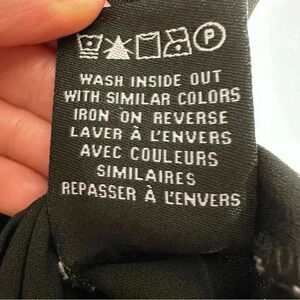 P
WASH INSIDE OUT
WITH SIMILAR COLORS
IRON ON REVERSE
LAVER À L'ENVERS
AVEC COULEURS
SIMILAIRES
REPASSER À L'ENVERS